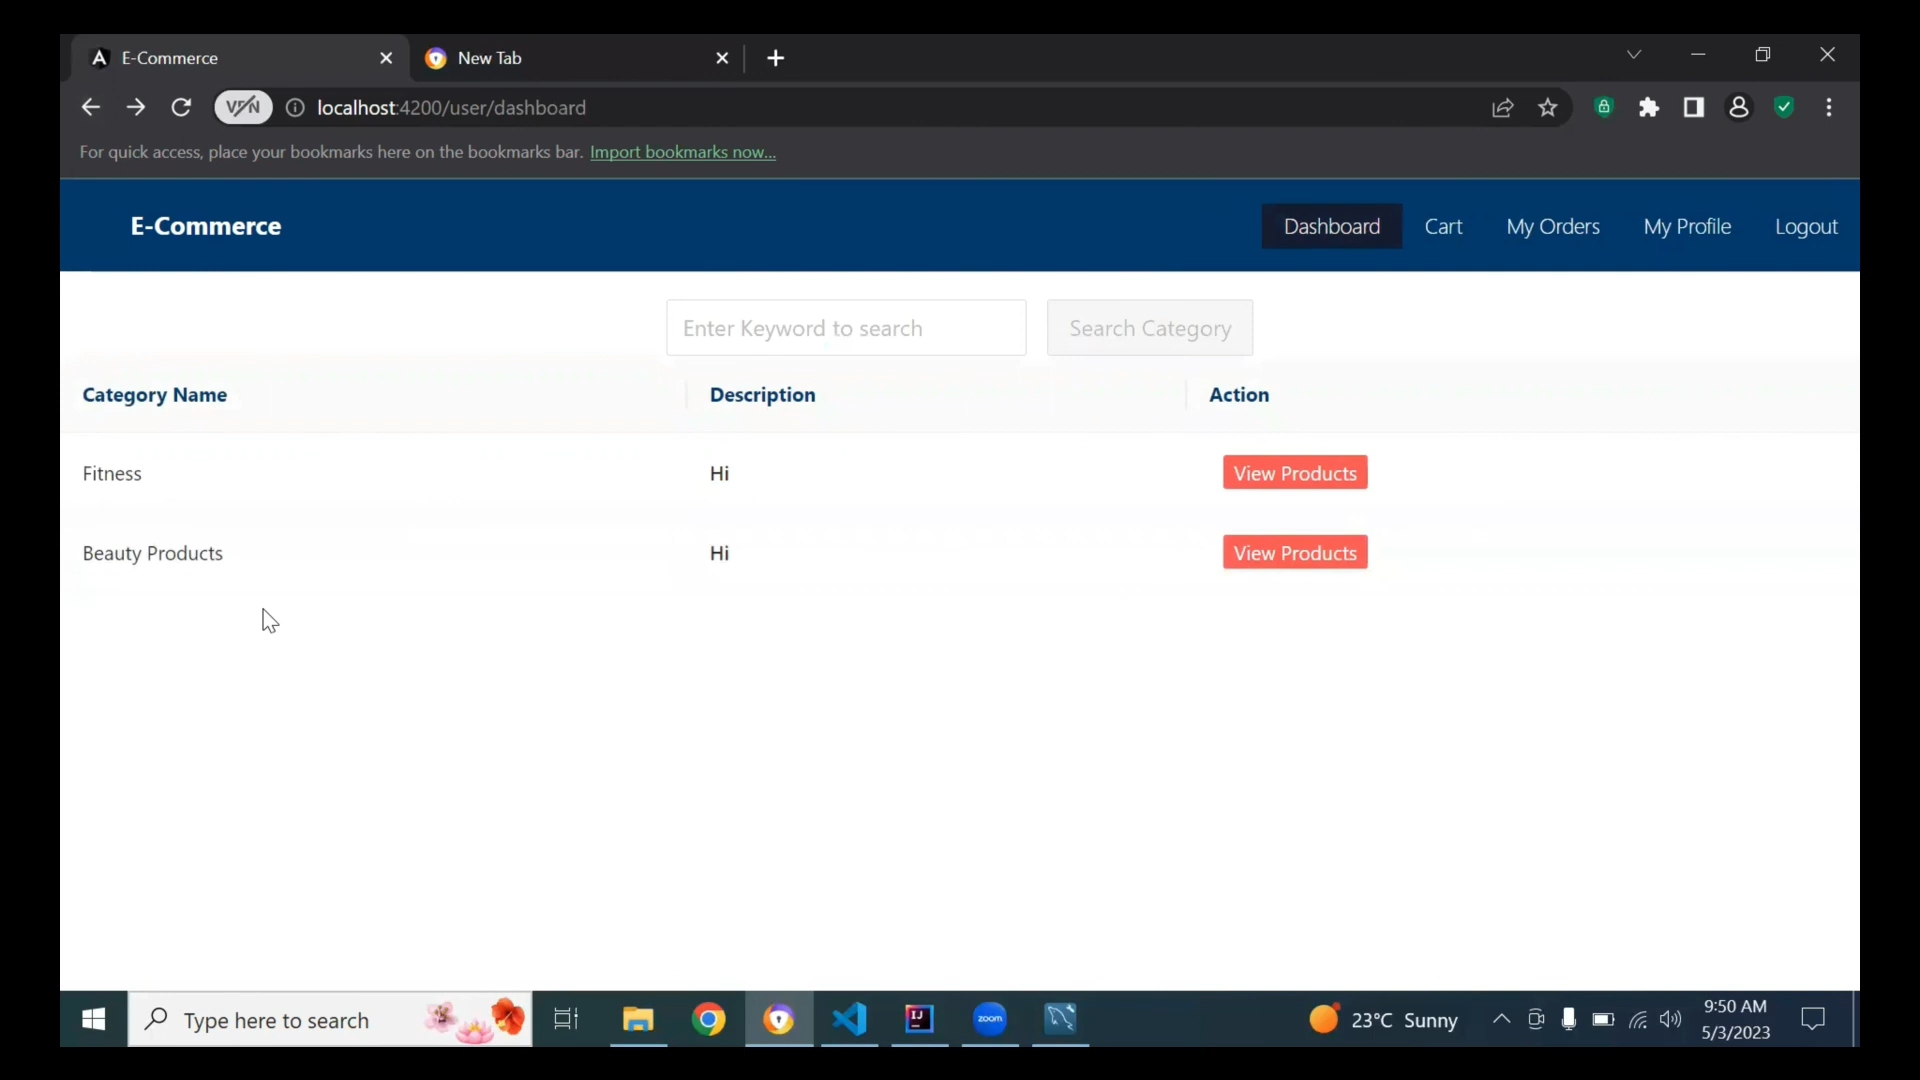 E-Commerce New Tab
VPN localhost:4200/user/dashboard
For quick access, place your bookmarks here on the bookmarks bar. Import bookmarks now...
E-Commerce Dashboard Cart My Orders My Profile Logout
Enter Keyword to search Search Category
Category Name Description Action
Fitness Hi View Products
Beauty Products Hi View Products
Type here to search IJ zoom 23°C Sunny 9:50 AM
5/3/2023